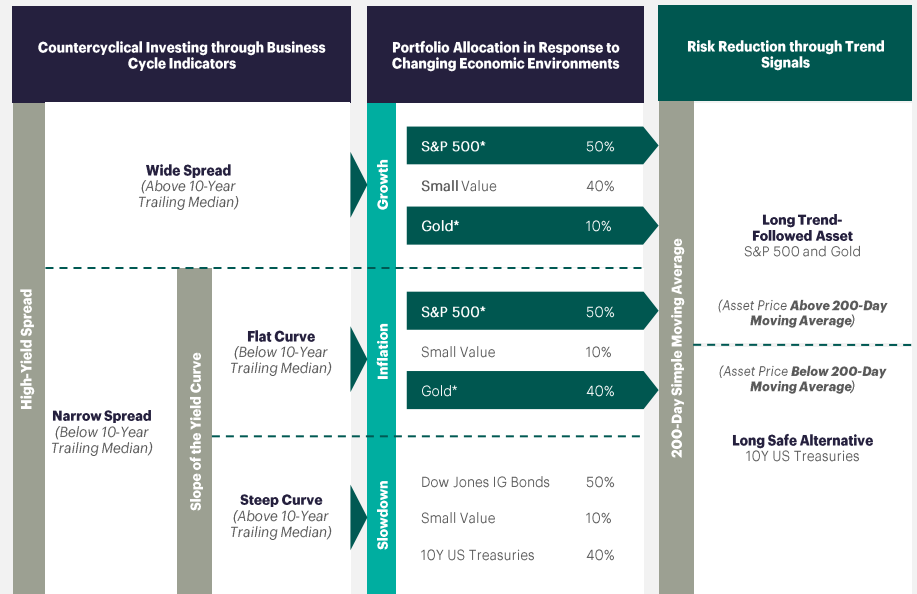 Countercyclical Investing through Business
Cycle Indicators
Portfolio Allocation in Response to
Changing Economic Environments
Risk Reduction through Trend
Signals
High-Yield Spread
Wide Spread
(Above 10-Year
Trailing Median)
Narrow Spread
(Below 10-Year
Trailing Median)
Slope of the Yield Curve
Flat Curve
(Below 10-Year
Trailing Median)
Steep Curve
(Above 10-Year
Trailing Median)
Growth
S&P 500* 50%
Small Value 40%
Gold* 10%
Inflation
S&P 500* 50%
Small Value 10%
Gold* 40%
Slowdown
Dow Jones IG Bonds 50%
Small Value 10%
10Y US Treasuries 40%
200-Day Simple Moving Average
Long Trend-
Followed Asset
S&P 500 and Gold
(Asset Price Above 200-Day
Moving Average)
(Asset Price Below 200-Day
Moving Average)
Long Safe Alternative
10Y US Treasuries